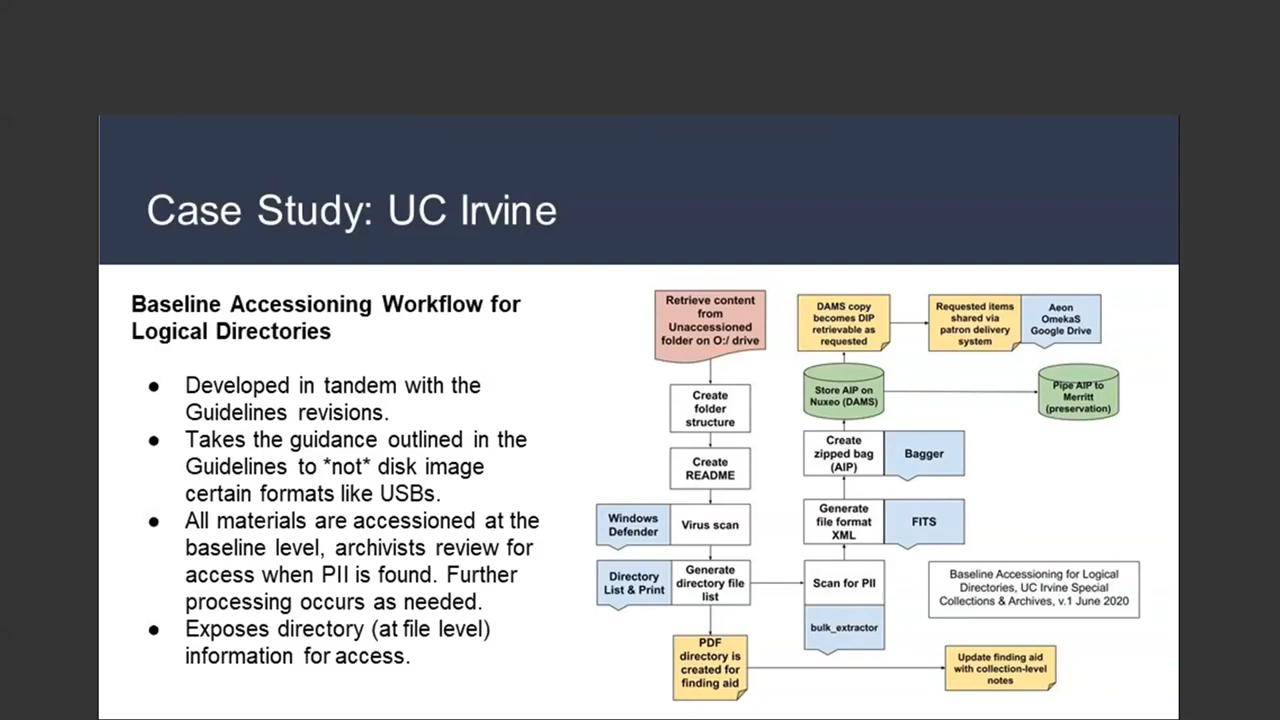 Case Study: UC Irvine
Baseline Accessioning Workflow for
Logical Directories
● Developed in tandem with the
Guidelines revisions.
● Takes the guidance outlined in the
Guidelines to *not* disk image
certain formats like USBs.
● All materials are accessioned at the
baseline level, archivists review for
access when PII is found. Further
processing occurs as needed.
● Exposes directory (at file level)
information for access.
Retrieve content
from
Unaccessioned
folder on O:/ drive
Create
folder
structure
Create
README
Windows
Defender
Virus scan
Directory
List & Print
Generate
directory file
list
PDF
directory is
created for
finding aid
Update finding aid
with collection-level
notes
Scan for PII
bulk_extractor
Generate
file format
XML
FITS
Create
zipped bag
(AIP)
Bagger
Store AIP on
Nuxeo (DAMS)
Pipe AIP to
Merritt
(preservation)
DAMS copy
becomes DIP
retrievable as
requested
Requested items
shared via
patron delivery
system
Aeon
OmekaS
Google Drive
Baseline Accessioning for Logical
Directories, UC Irvine Special
Collections & Archives, v.1 June 2020